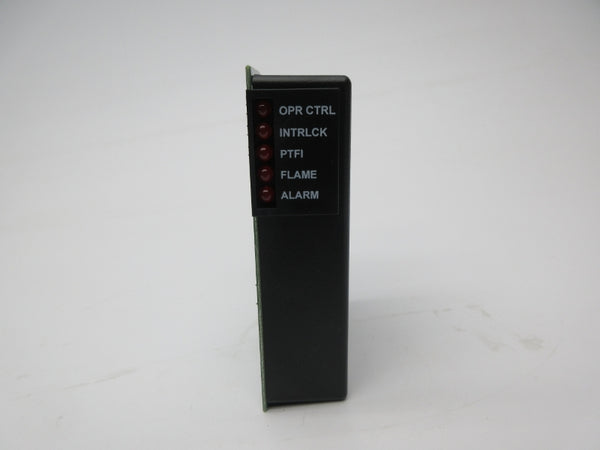 OPR CTRL
INTRLCK
PTFI
FLAME
ALARM